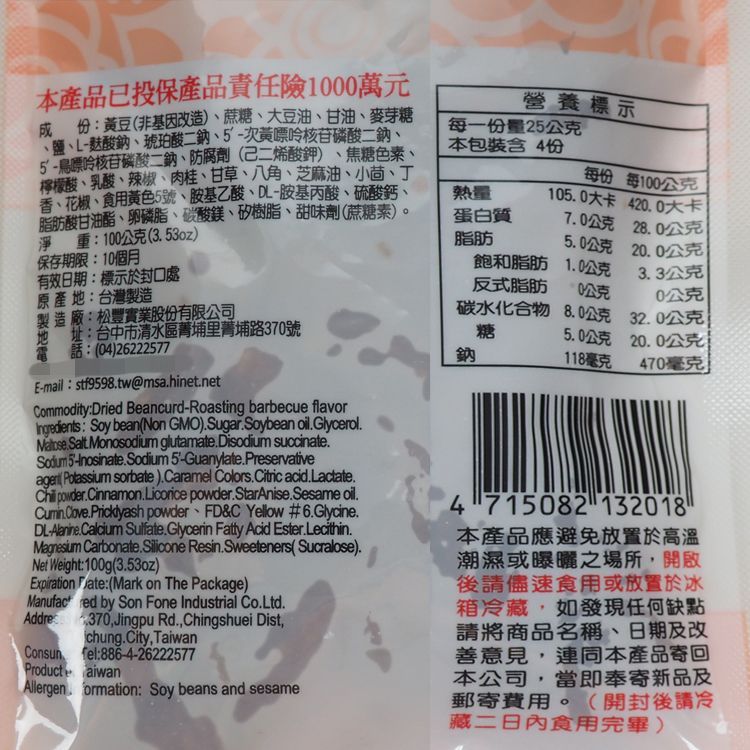 本產品已投保產品責任險1000萬元
成　　份：黃豆(非基因改造)、蔗糖、大豆油、甘油、麥芽糖
、鹽、L-麩酸鈉、琥珀酸二鈉、5′-次黃嘌呤核苷磷酸二鈉、
5′-鳥嘌呤核苷磷酸二鈉、防腐劑 (己二烯酸鉀) 、焦糖色素、
檸檬酸、乳酸、辣椒、肉桂、甘草、八角、芝麻油、小茴、丁
香、花椒、食用黃色5號、胺基乙酸、DL-胺基丙酸、硫酸鈣、
脂肪酸甘油酯、卵磷脂、碳酸鎂、矽樹脂、甜味劑(蔗糖素)。
淨　　重：100公克(3.53oz)
保存期限：10個月
有效日期：標示於封口處
原 產 地：台灣製造
製 造 廠：松豐實業股份有限公司
地　　址：台中市清水區菁埔里菁埔路370號
電　　話：(04)26222577
E-mail：stf9598.tw@msa.hinet.net
Commodity:Dried Beancurd-Roasting barbecue flavor
Ingredients: Soy bean(Non GMO).Sugar.Soybean oil.Glycerol.
Maltose.Salt.Monosodium glutamate.Disodium succinate.
Sodium 5'-Inosinate.Sodium 5'-Guanylate.Preservative
agent( Potassium sorbate ).Caramel Colors.Citric acid.Lactate.
Chili powder.Cinnamon.Licorice powder.StarAnise.Sesame oil.
Cumin.Clove.Pricklyash powder、FD&C Yellow #6.Glycine.
DL-Alanine.Calcium Sulfate.Glycerin Fatty Acid Ester.Lecithin.
Magnesium Carbonate.Silicone Resin.Sweeteners( Sucralose).
Net Weight:100g(3.53oz)
Expiration Date:(Mark on The Package)
Manufactured by Son Fone Industrial Co.Ltd.
370,Jingpu Rd.,Chingshuei Dist,
City,Taiwan
Tel:886-4-26222577
Product Taiwan
Allergen Information: Soy beans and sesame
營養標示
每一份量25公克
本包裝含 4份
每份 每100公克
熱量 105.0大卡 420.0大卡
蛋白質 7.0公克 28.0公克
脂肪 5.0公克 20.0公克
飽和脂肪 1.0公克 3.3公克
反式脂肪 0公克 0公克
碳水化合物 8.0公克 32.0公克
糖 5.0公克 20.0公克
鈉 118毫克 470毫克
4 715082 132018
本產品應避免放置於高溫
潮濕或曝曬之場所，開啟
後請儘速食用或放置於冰
箱冷藏，如發現任何缺點
請將商品名稱、日期及改
善意見，連同本產品寄回
本公司，當即奉寄新品及
郵寄費用。（開封後請冷
藏二日內食用完畢）